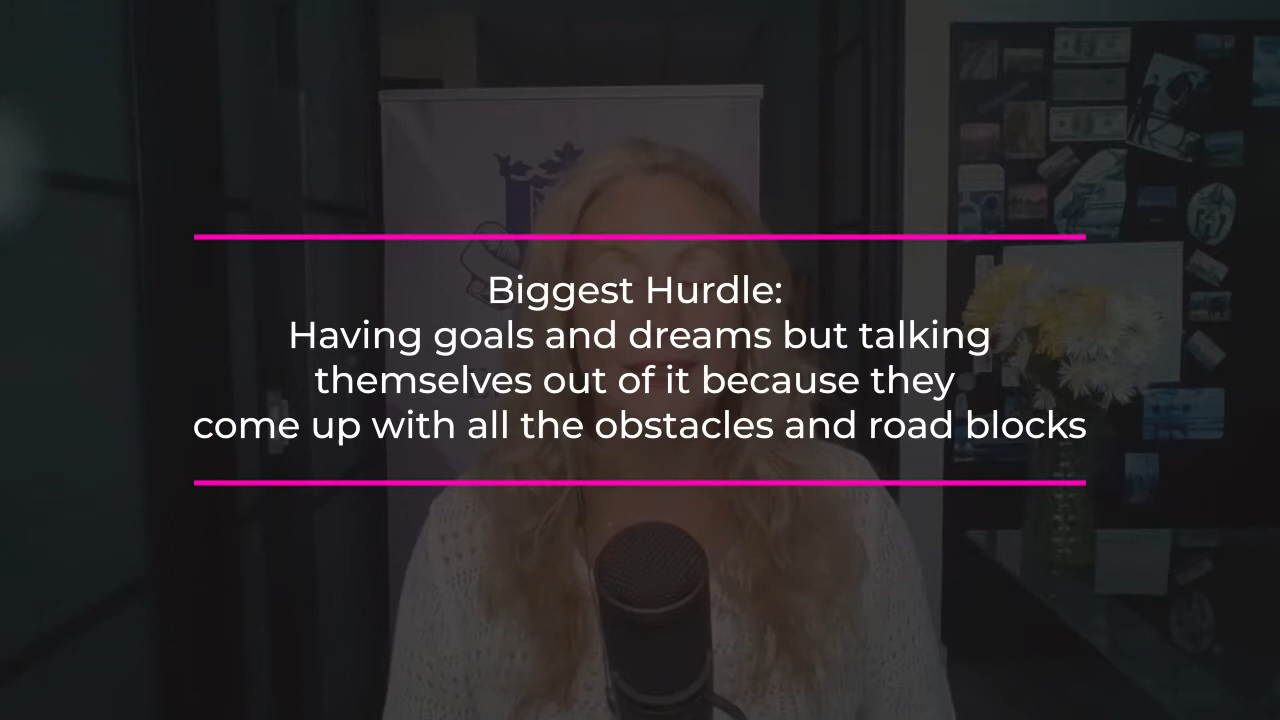 Biggest Hurdle:
Having goals and dreams but talking
themselves out of it because they
come up with all the obstacles and road blocks